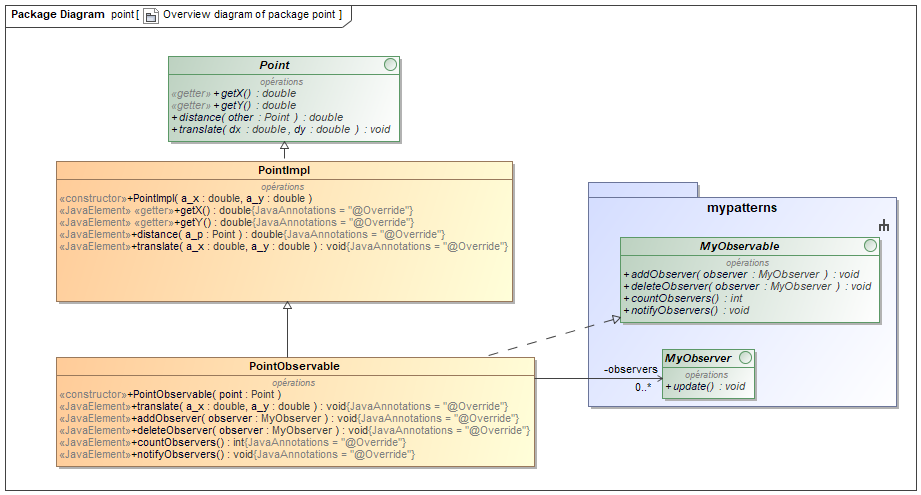 Package Diagram point [ Overview diagram of package point ]
Point
opérations
«getter» +getX() : double
«getter» +getY() : double
+distance( other : Point ) : double
+translate( dx : double, dy : double ) : void
PointImpl
opérations
«constructor»+PointImpl( a_x : double, a_y : double )
«JavaElement» «getter»+getX() : double{JavaAnnotations = "@Override"}
«JavaElement» «getter»+getY() : double{JavaAnnotations = "@Override"}
«JavaElement»+distance( a_p : Point ) : double{JavaAnnotations = "@Override"}
«JavaElement»+translate( a_x : double, a_y : double ) : void{JavaAnnotations = "@Override"}
mypatterns
MyObservable
opérations
+addObserver( observer : MyObserver ) : void
+deleteObserver( observer : MyObserver ) : void
+countObservers() : int
+notifyObservers() : void
PointObservable
opérations
«constructor»+PointObservable( point : Point )
«JavaElement»+translate( a_x : double, a_y : double ) : void{JavaAnnotations = "@Override"}
«JavaElement»+addObserver( observer : MyObserver ) : void{JavaAnnotations = "@Override"}
«JavaElement»+deleteObserver( observer : MyObserver ) : void{JavaAnnotations = "@Override"}
«JavaElement»+countObservers() : int{JavaAnnotations = "@Override"}
«JavaElement»+notifyObservers() : void{JavaAnnotations = "@Override"}
-observers
0..*
MyObserver
opérations
+update() : void